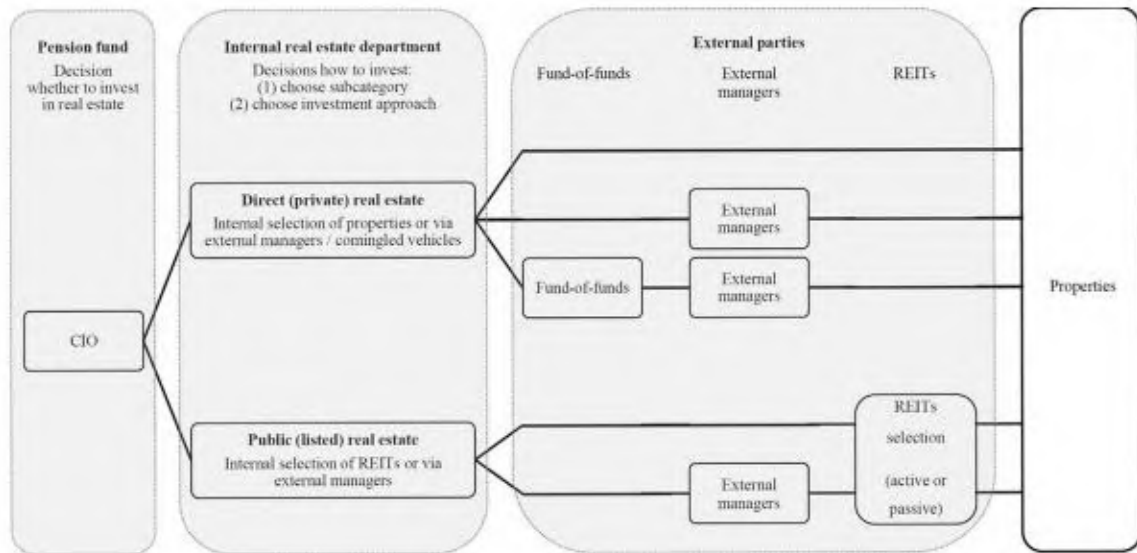 Pension fund
Decision
whether to invest
in real estate
Internal real estate department
Decisions how to invest:
(1) choose subcategory
(2) choose investment approach
External parties
Fund-of-funds
External
managers
REITs
Direct (private) real estate
Internal selection of properties or via
external managers / comingled vehicles
External
managers
Fund-of-funds
External
managers
Properties
CIO
Public (listed) real estate
Internal selection of REITs or via
external managers
External
managers
REITs
selection
(active or
passive)